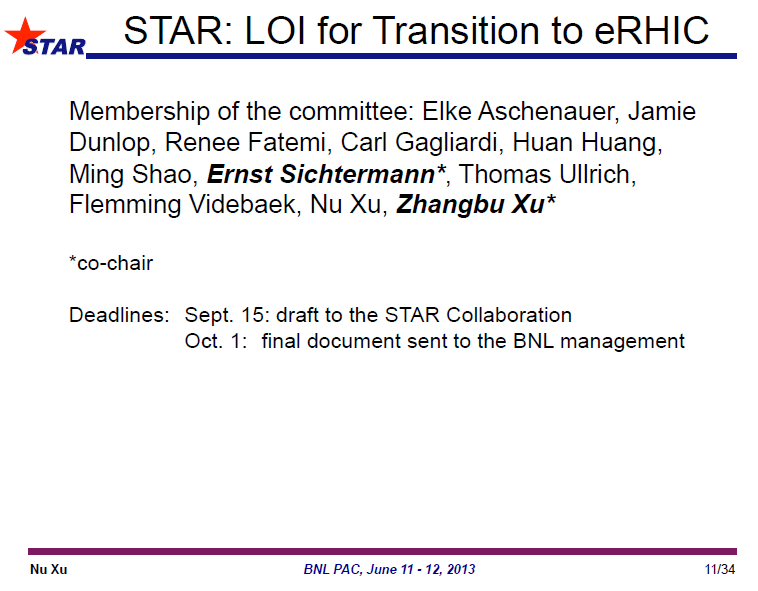 STAR: LOI for Transition to eRHIC
STAR
Membership of the committee: Elke Aschenauer, Jamie
Dunlop, Renee Fatemi, Carl Gagliardi, Huan Huang,
Ming Shao, Ernst Sichtermann*, Thomas Ullrich,
Flemming Videbaek, Nu Xu, Zhangbu Xu*
*co-chair
Deadlines: Sept. 15: draft to the STAR Collaboration
Oct. 1: final document sent to the BNL management
Nu Xu BNL PAC, June 11 - 12, 2013 11/34